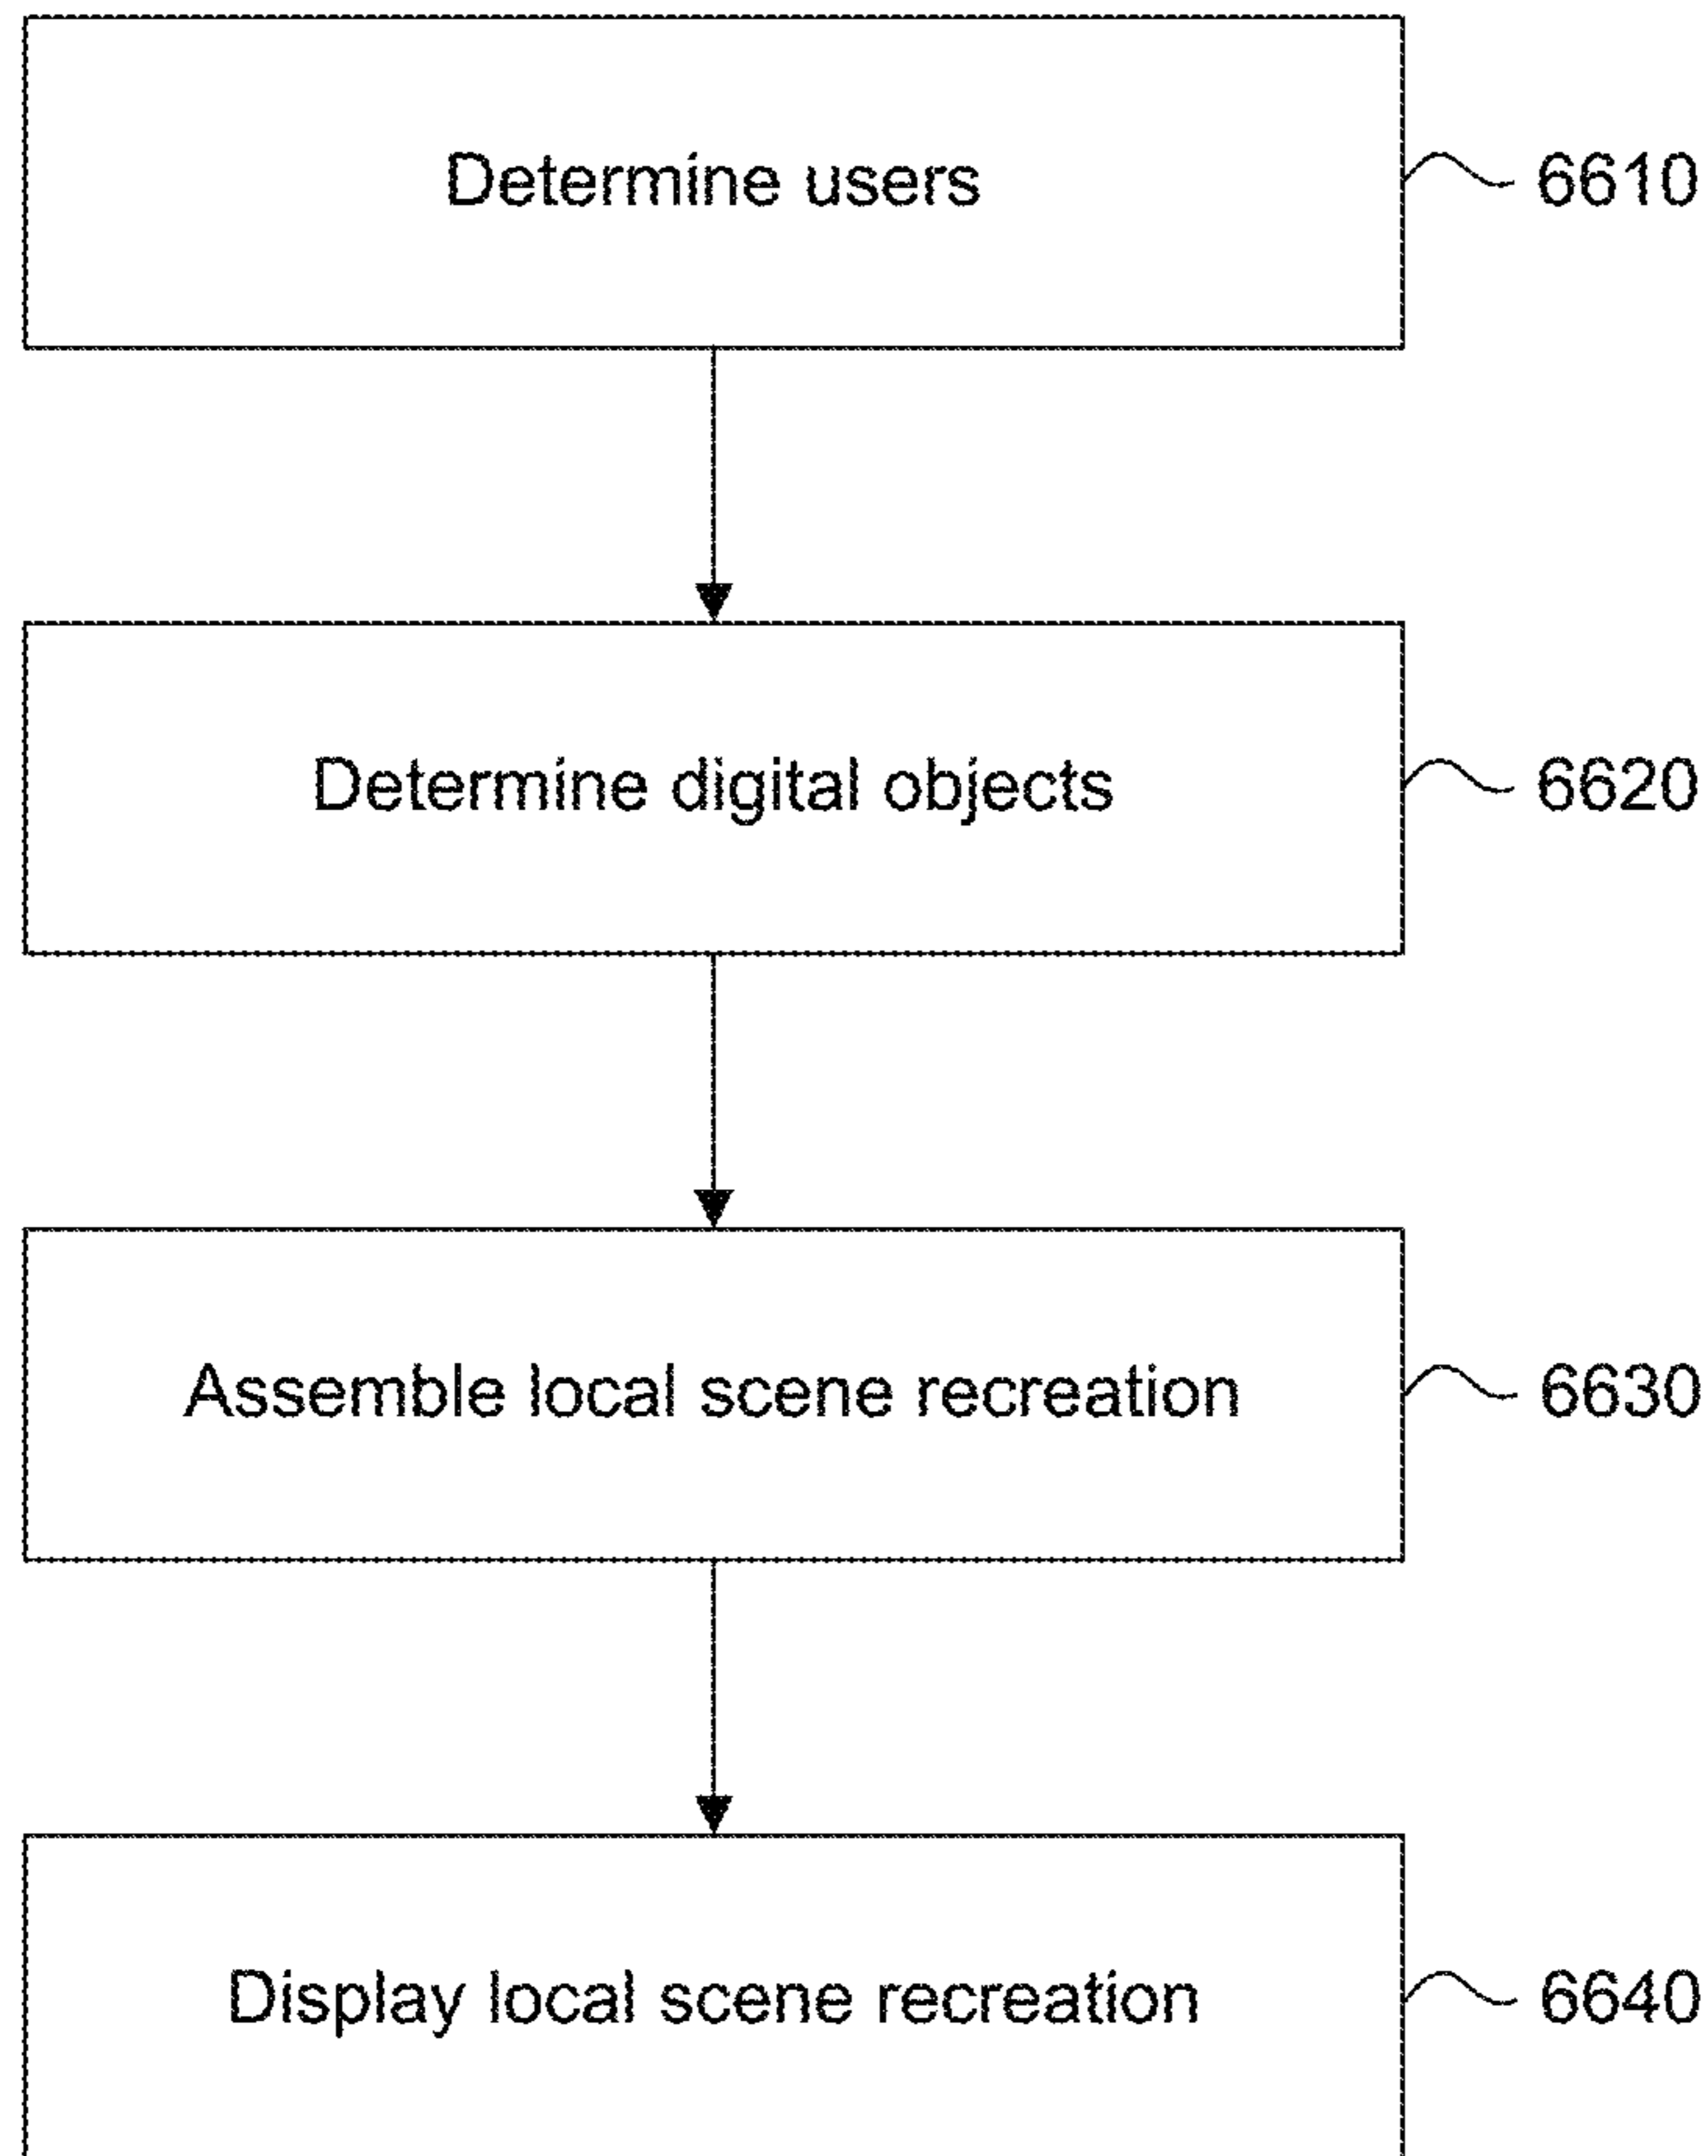 Determine users
6610
Determine digital objects
6620
Assemble local scene recreation
6630
Display local scene recreation
6640